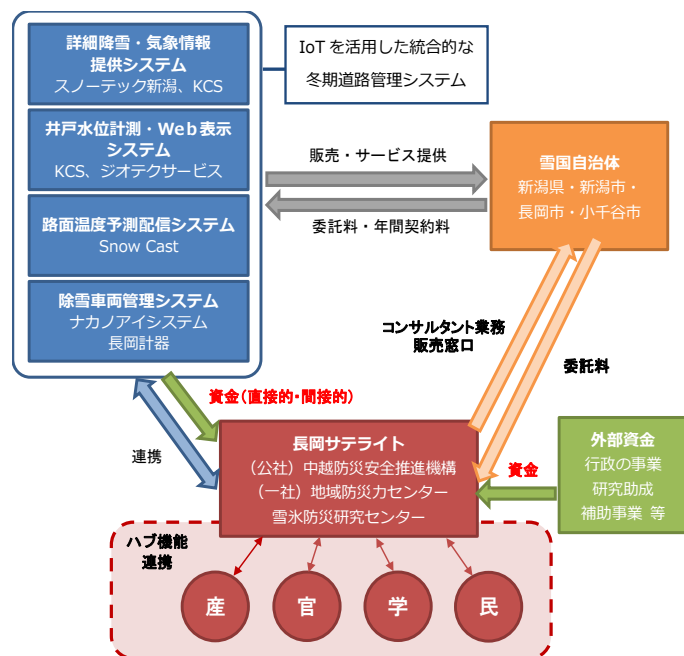 詳細降雪・気象情報
提供システム
スノーテック新潟、KCS
IoTを活用した統合的な
冬期道路管理システム
井戸水位計測・Web表示
システム
KCS、ジオテクサービス
路面温度予測配信システム
Snow Cast
除雪車両管理システム
ナカノアイシステム
長岡計器
販売・サービス提供
委託料・年間契約料
雪国自治体
新潟県・新潟市・
長岡市・小千谷市
コンサルタント業務
販売窓口
委託料
資金(直接的・間接的)
連携
長岡サテライト
（公社）中越防災安全推進機構
（一社）地域防災力センター
雪氷防災研究センター
資金
外部資金
行政の事業
研究助成
補助事業 等
ハブ機能
連携
産
官
学
民